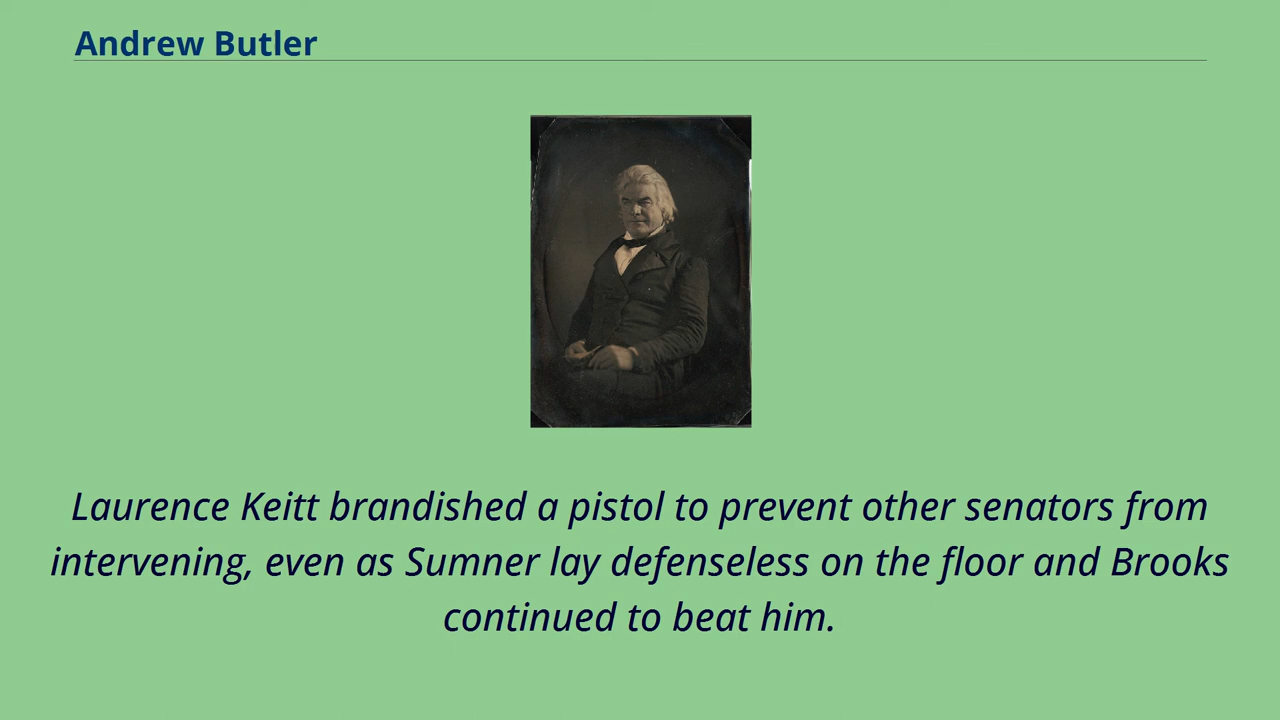 Andrew Butler
Laurence Keitt brandished a pistol to prevent other senators from
intervening, even as Sumner lay defenseless on the floor and Brooks
continued to beat him.